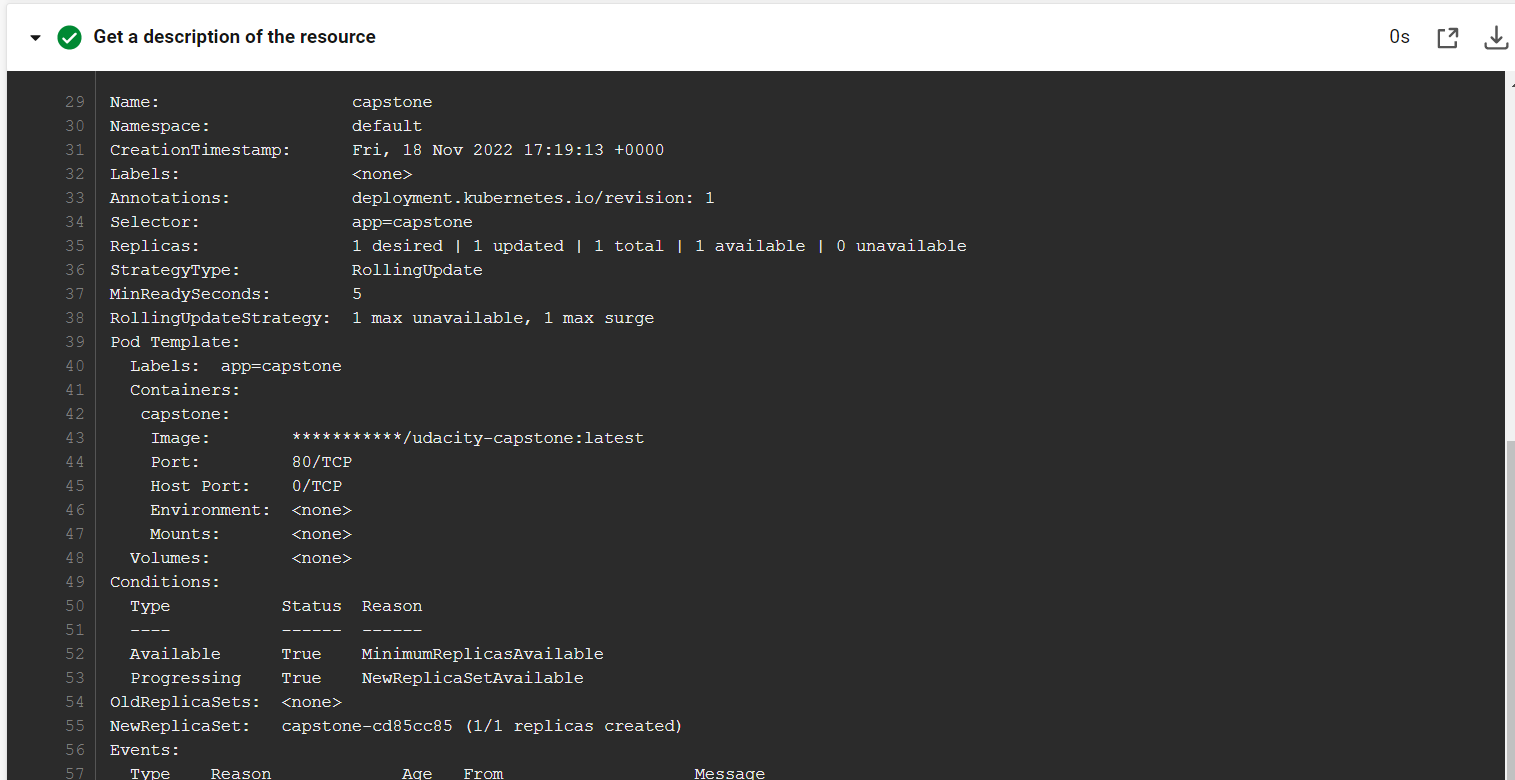 Get a description of the resource 0s
29 Name: capstone
30 Namespace: default
31 CreationTimestamp: Fri, 18 Nov 2022 17:19:13 +0000
32 Labels: <none>
33 Annotations: deployment.kubernetes.io/revision: 1
34 Selector: app=capstone
35 Replicas: 1 desired | 1 updated | 1 total | 1 available | 0 unavailable
36 StrategyType: RollingUpdate
37 MinReadySeconds: 5
38 RollingUpdateStrategy: 1 max unavailable, 1 max surge
39 Pod Template:
40 Labels: app=capstone
41 Containers:
42 capstone:
43 Image: ***********/udacity-capstone:latest
44 Port: 80/TCP
45 Host Port: 0/TCP
46 Environment: <none>
47 Mounts: <none>
48 Volumes: <none>
49 Conditions:
50 Type Status Reason
51 ---- ------ ------
52 Available True MinimumReplicasAvailable
53 Progressing True NewReplicaSetAvailable
54 OldReplicaSets: <none>
55 NewReplicaSet: capstone-cd85cc85 (1/1 replicas created)
56 Events:
57 Type Reason Age From Message